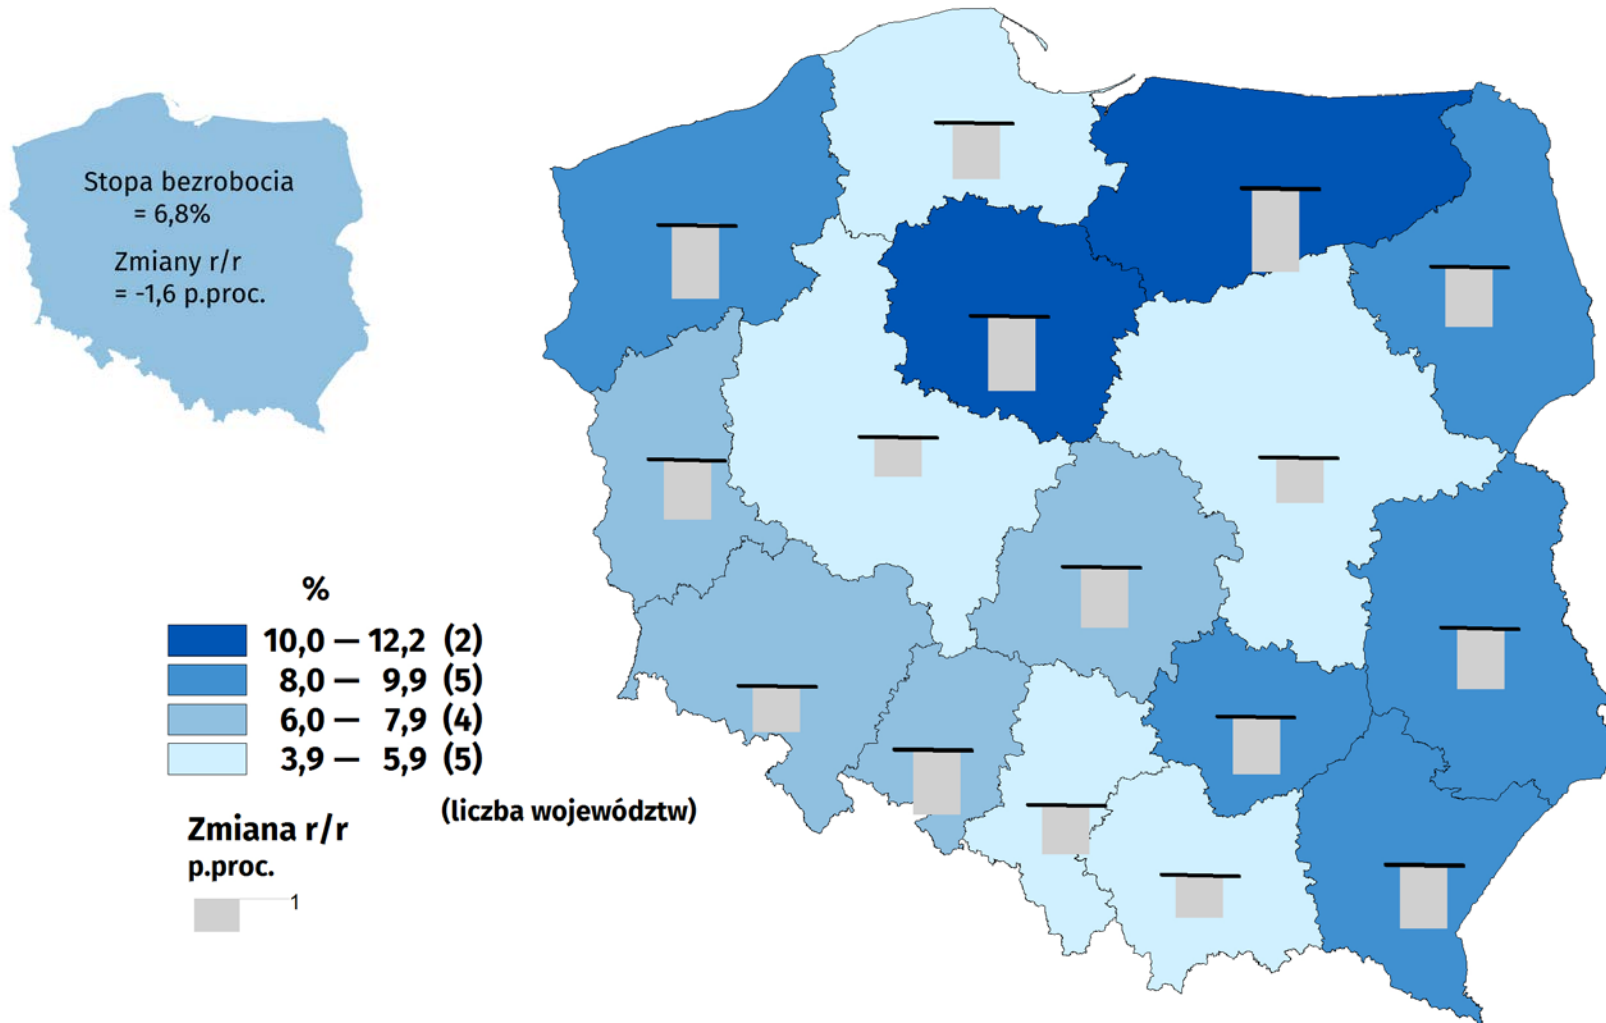 Stopa bezrobocia
= 6,8%
Zmiany r/r
= -1,6 p.proc.
%
10,0 — 12,2 (2)
8,0 — 9,9 (5)
6,0 — 7,9 (4)
3,9 — 5,9 (5)
(liczba województw)
Zmiana r/r
p.proc.
1